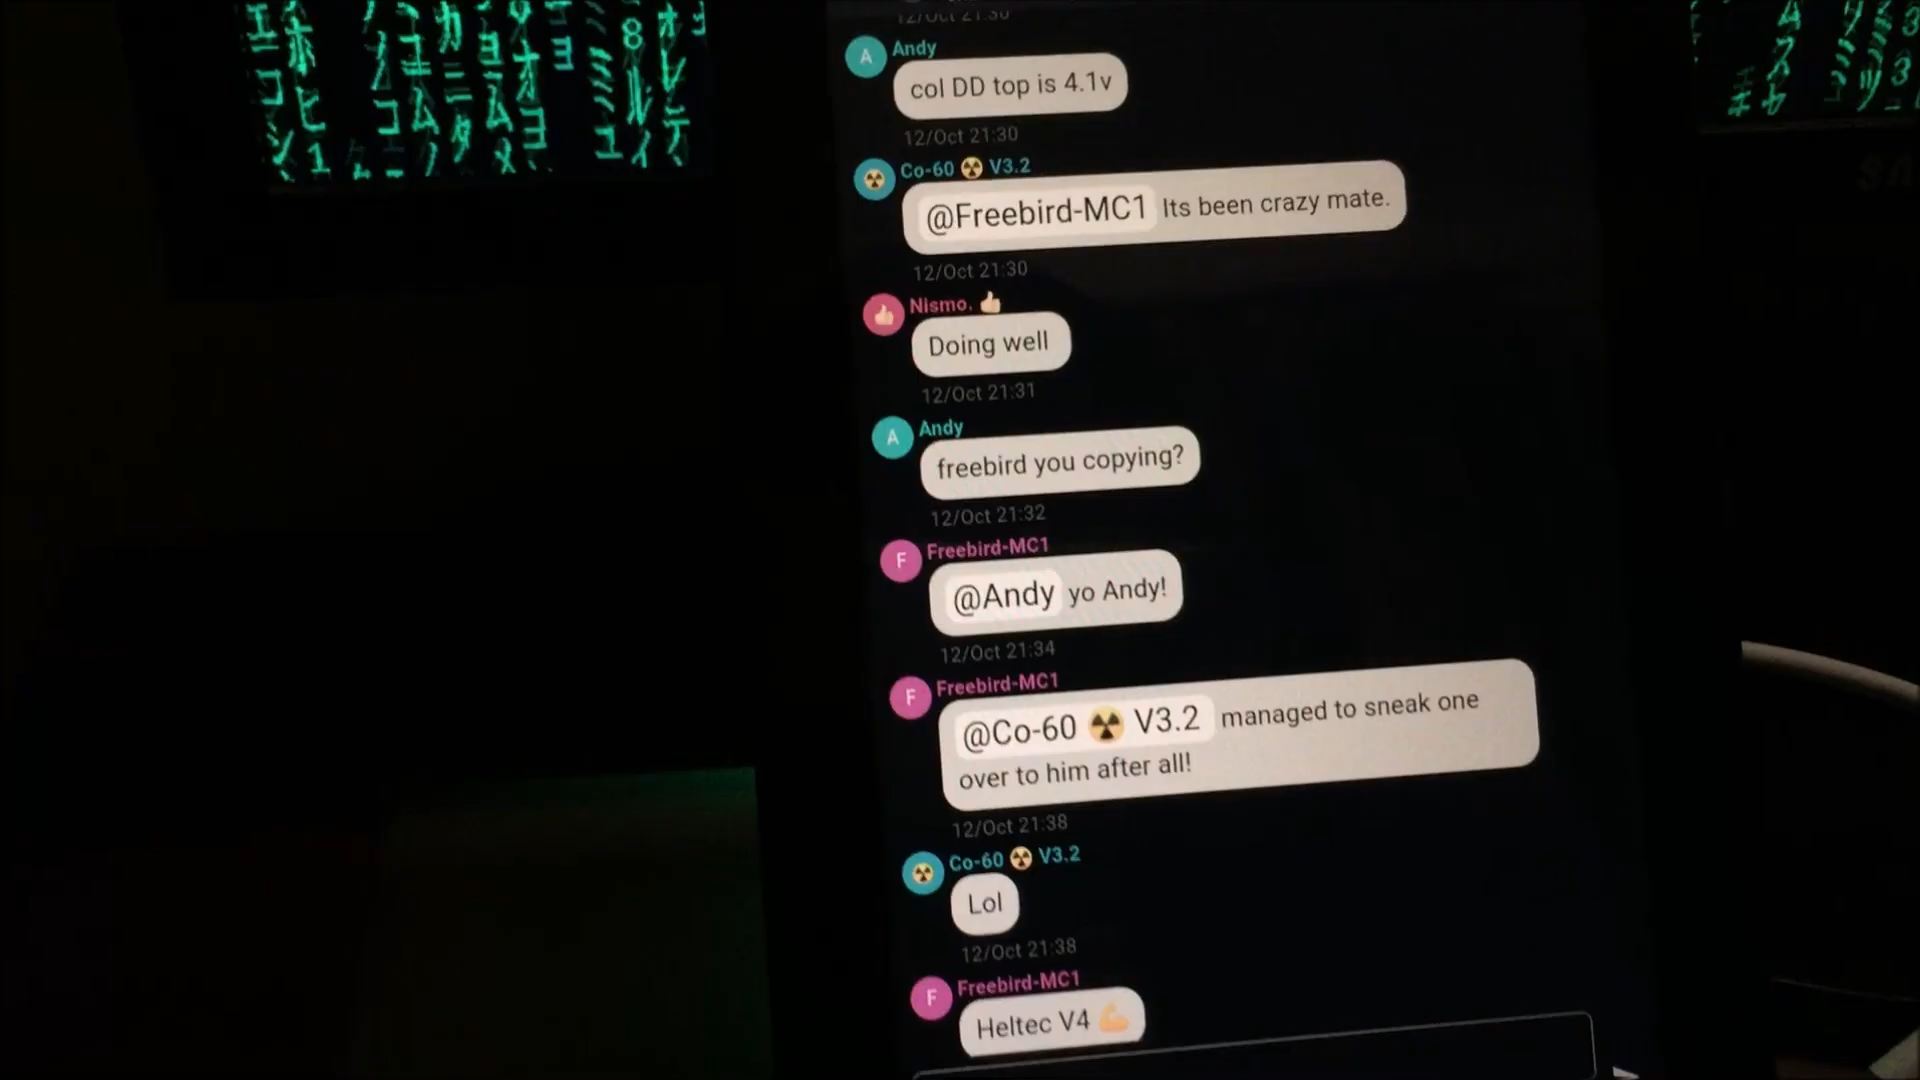 12/Oct 21:30
A
Andy
col DD top is 4.1v
12/Oct 21:30
Co-60 ☢ V3.2
@Freebird-MC1 Its been crazy mate.
12/Oct 21:30
Nismo. 👍
Doing well
12/Oct 21:31
A
Andy
freebird you copying?
12/Oct 21:32
F
Freebird-MC1
@Andy yo Andy!
12/Oct 21:34
F
Freebird-MC1
@Co-60 ☢ V3.2 managed to sneak one
over to him after all!
12/Oct 21:38
Co-60 ☢ V3.2
Lol
12/Oct 21:38
F
Freebird-MC1
Heltec V4 💪